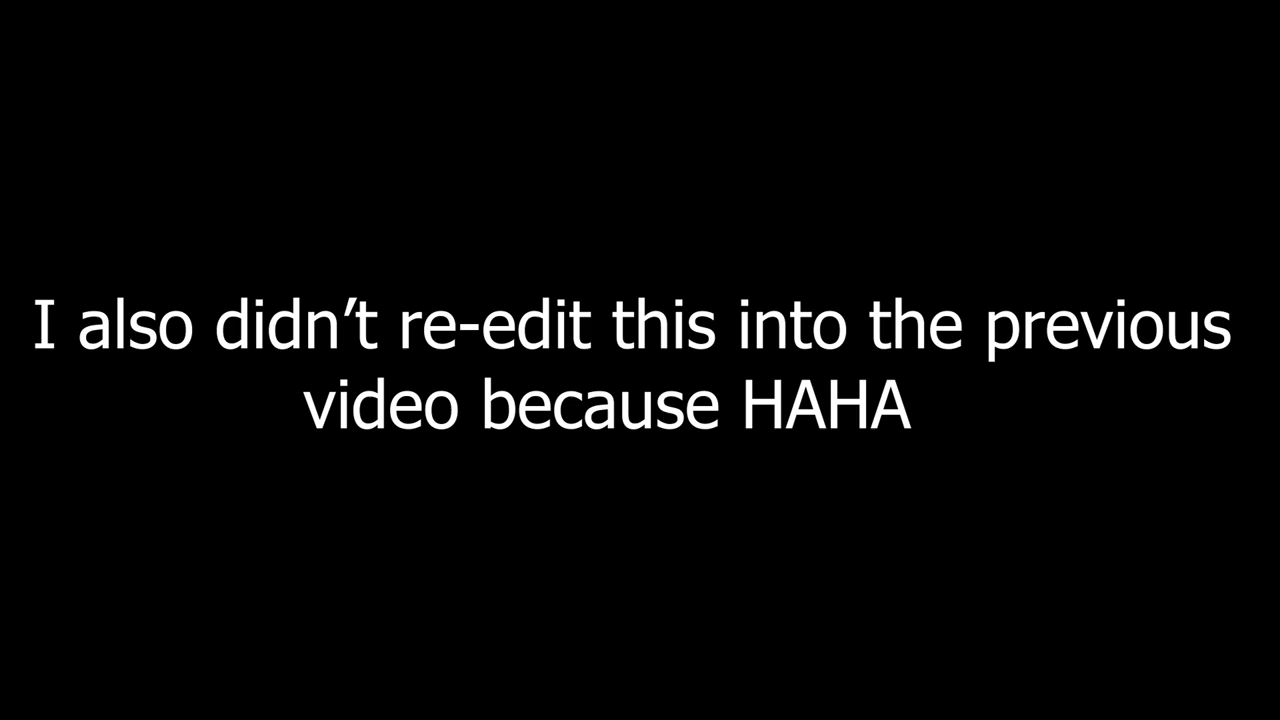 I also didn’t re-edit this into the previous
video because HAHA